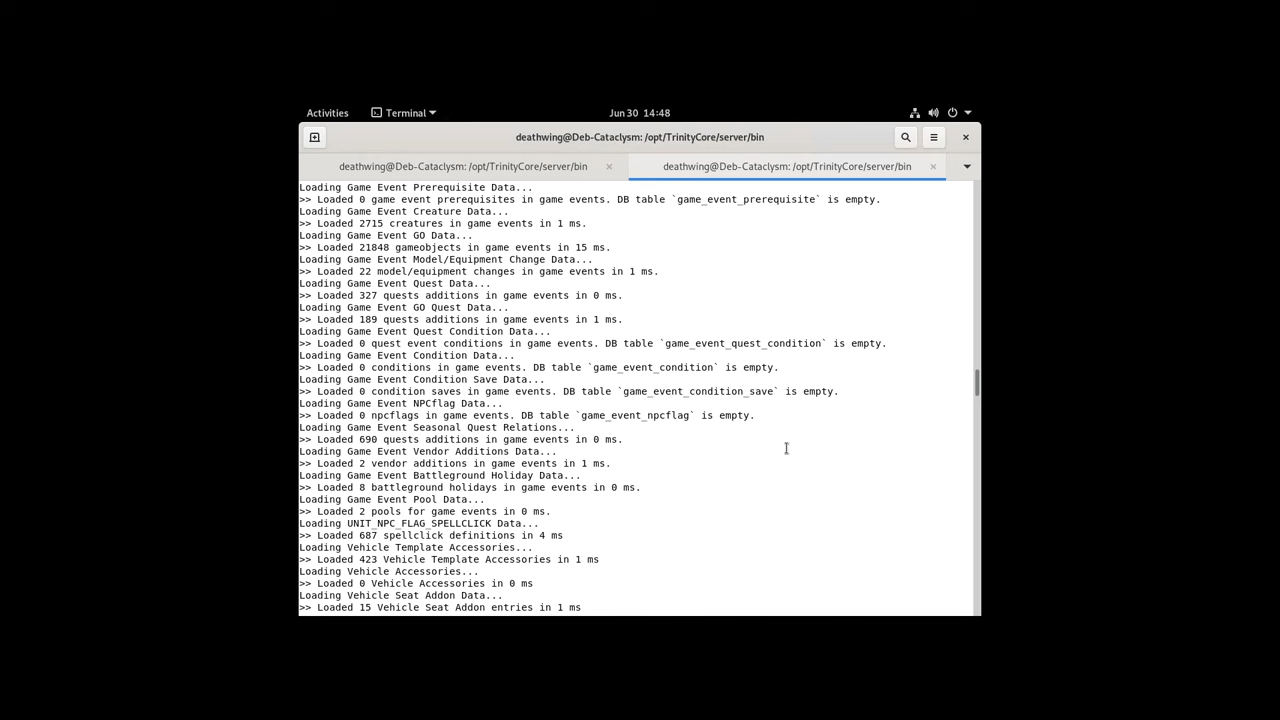 Activities Terminal Jun 30 14:48
deathwing@Deb-Cataclysm: /opt/TrinityCore/server/bin
deathwing@Deb-Cataclysm: /opt/TrinityCore/server/bin deathwing@Deb-Cataclysm: /opt/TrinityCore/server/bin
Loading Game Event Prerequisite Data...
>> Loaded 0 game event prerequisites in game events. DB table `game_event_prerequisite` is empty.
Loading Game Event Creature Data...
>> Loaded 2715 creatures in game events in 1 ms.
Loading Game Event GO Data...
>> Loaded 21848 gameobjects in game events in 15 ms.
Loading Game Event Model/Equipment Change Data...
>> Loaded 22 model/equipment changes in game events in 1 ms.
Loading Game Event Quest Data...
>> Loaded 327 quests additions in game events in 0 ms.
Loading Game Event GO Quest Data...
>> Loaded 189 quests additions in game events in 1 ms.
Loading Game Event Quest Condition Data...
>> Loaded 0 quest event conditions in game events. DB table `game_event_quest_condition` is empty.
Loading Game Event Condition Data...
>> Loaded 0 conditions in game events. DB table `game_event_condition` is empty.
Loading Game Event Condition Save Data...
>> Loaded 0 condition saves in game events. DB table `game_event_condition_save` is empty.
Loading Game Event NPCflag Data...
>> Loaded 0 npcflags in game events. DB table `game_event_npcflag` is empty.
Loading Game Event Seasonal Quest Relations...
>> Loaded 690 quests additions in game events in 0 ms.
Loading Game Event Vendor Additions Data...
>> Loaded 2 vendor additions in game events in 1 ms.
Loading Game Event Battleground Holiday Data...
>> Loaded 8 battleground holidays in game events in 0 ms.
Loading Game Event Pool Data...
>> Loaded 2 pools for game events in 0 ms.
Loading UNIT_NPC_FLAG_SPELLCLICK Data...
>> Loaded 687 spellclick definitions in 4 ms
Loading Vehicle Template Accessories...
>> Loaded 423 Vehicle Template Accessories in 1 ms
Loading Vehicle Accessories...
>> Loaded 0 Vehicle Accessories in 0 ms
Loading Vehicle Seat Addon Data...
>> Loaded 15 Vehicle Seat Addon entries in 1 ms